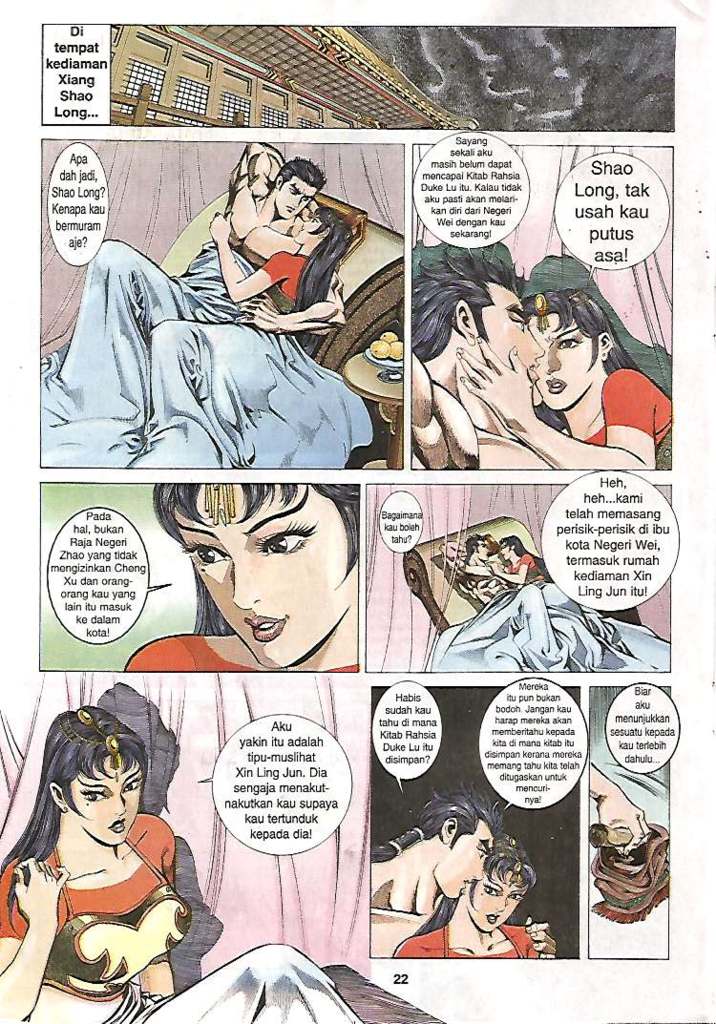 Di
tempat
kediaman
Xiang
Shao
Long...
Apa
dah jadi,
Shao Long?
Kenapa kau
bermuram
aje?
Sayang
sekali aku
masih belum dapat
mencapai Kitab Rahsia
Duke Lu itu. Kalau tidak
aku pasti akan melari-
kan diri dari Negeri
Wei dengan kau
sekarang!
Shao
Long, tak
usah kau
putus
asa!
Pada
hal, bukan
Raja Negeri
Zhao yang tidak
mengizinkan Cheng
Xu dan orang-
orang kau yang
lain itu masuk
ke dalam
kota!
Bagaimana
kau boleh
tahu?
Heh,
heh...kami
telah memasang
perisik-perisik di ibu
kota Negeri Wei,
termasuk rumah
kediaman Xin
Ling Jun itu!
Aku
yakin itu adalah
tipu-muslihat
Xin Ling Jun. Dia
sengaja menakut-
nakutkan kau supaya
kau tertunduk
kepada dia!
Habis
sudah kau
tahu di mana
Kitab Rahsia
Duke Lu itu
disimpan?
Mereka
itu pun bukan
bodoh. Jangan kau
harap mereka akan
memberitahu kepada
kita di mana kitab itu
disimpan kerana mereka
memang tahu kita telah
ditugaskan untuk
mencuri-
nya!
Biar
aku
menunjukkan
sesuatu kepada
kau terlebih
dahulu...
22